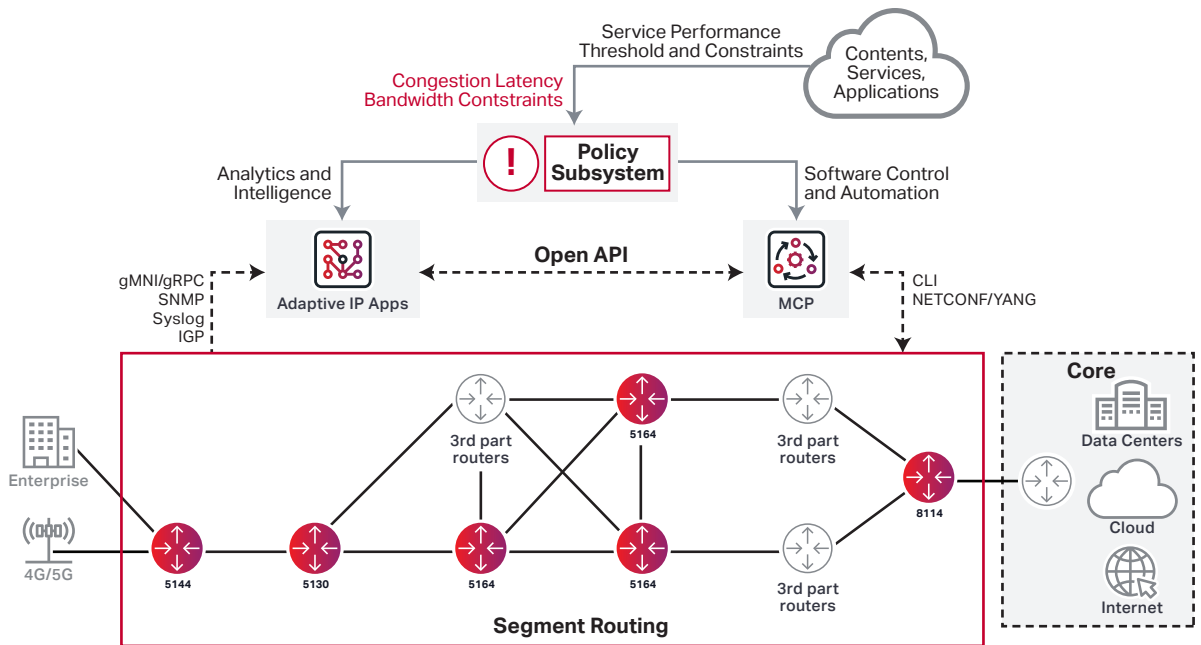 Service Performance
Threshold and Constraints
Contents,
Services,
Applications
Congestion Latency
Bandwidth Contstraints
!
Policy
Subsystem
Analytics and
Intelligence
Software Control
and Automation
Open API
Adaptive IP Apps
MCP
gMNI/gRPC
SNMP
Syslog
IGP
CLI
NETCONF/YANG
Core
Data Centers
Cloud
Internet
Enterprise
4G/5G
3rd part
routers
5164
3rd part
routers
8114
5144
5130
5164
5164
3rd part
routers
Segment Routing